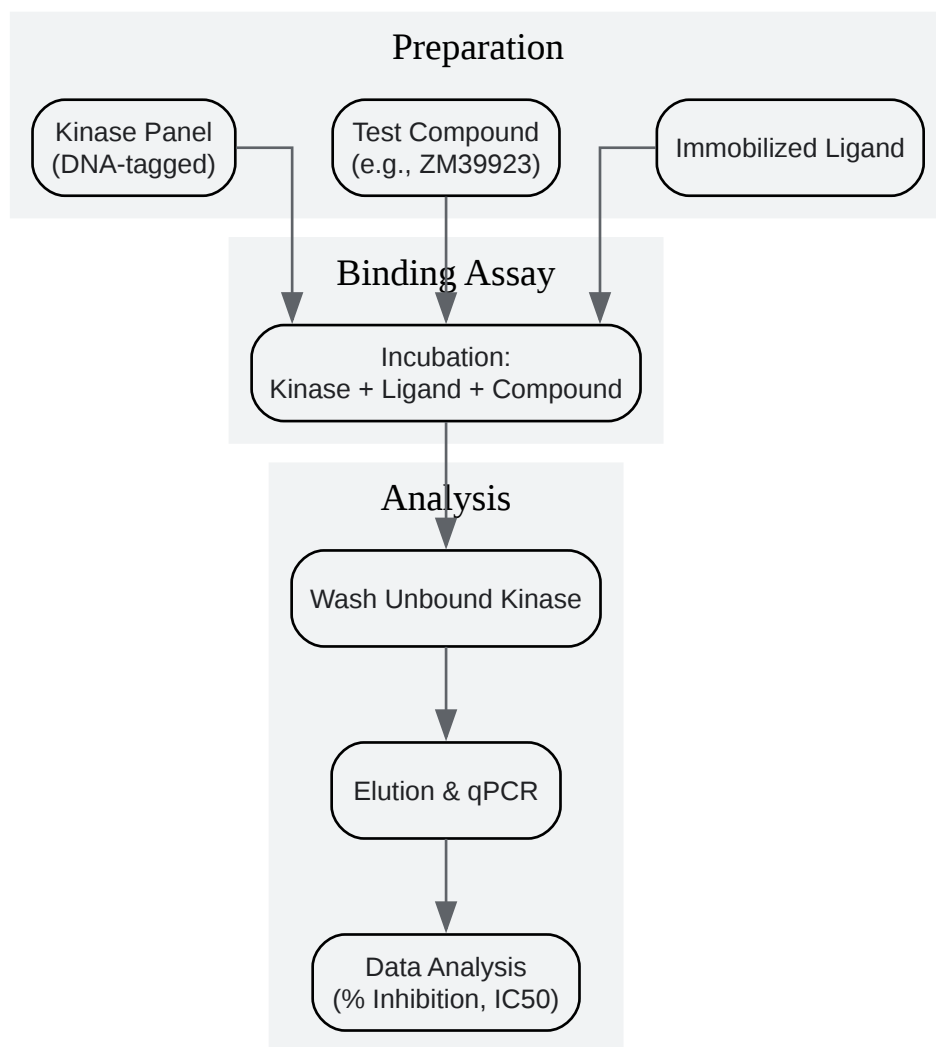 Preparation
Kinase Panel
(DNA-tagged)
Test Compound
(e.g., ZM39923)
Immobilized Ligand
Binding Assay
Incubation:
Kinase + Ligand + Compound
Analysis
Wash Unbound Kinase
Elution & qPCR
Data Analysis
(% Inhibition, IC50)